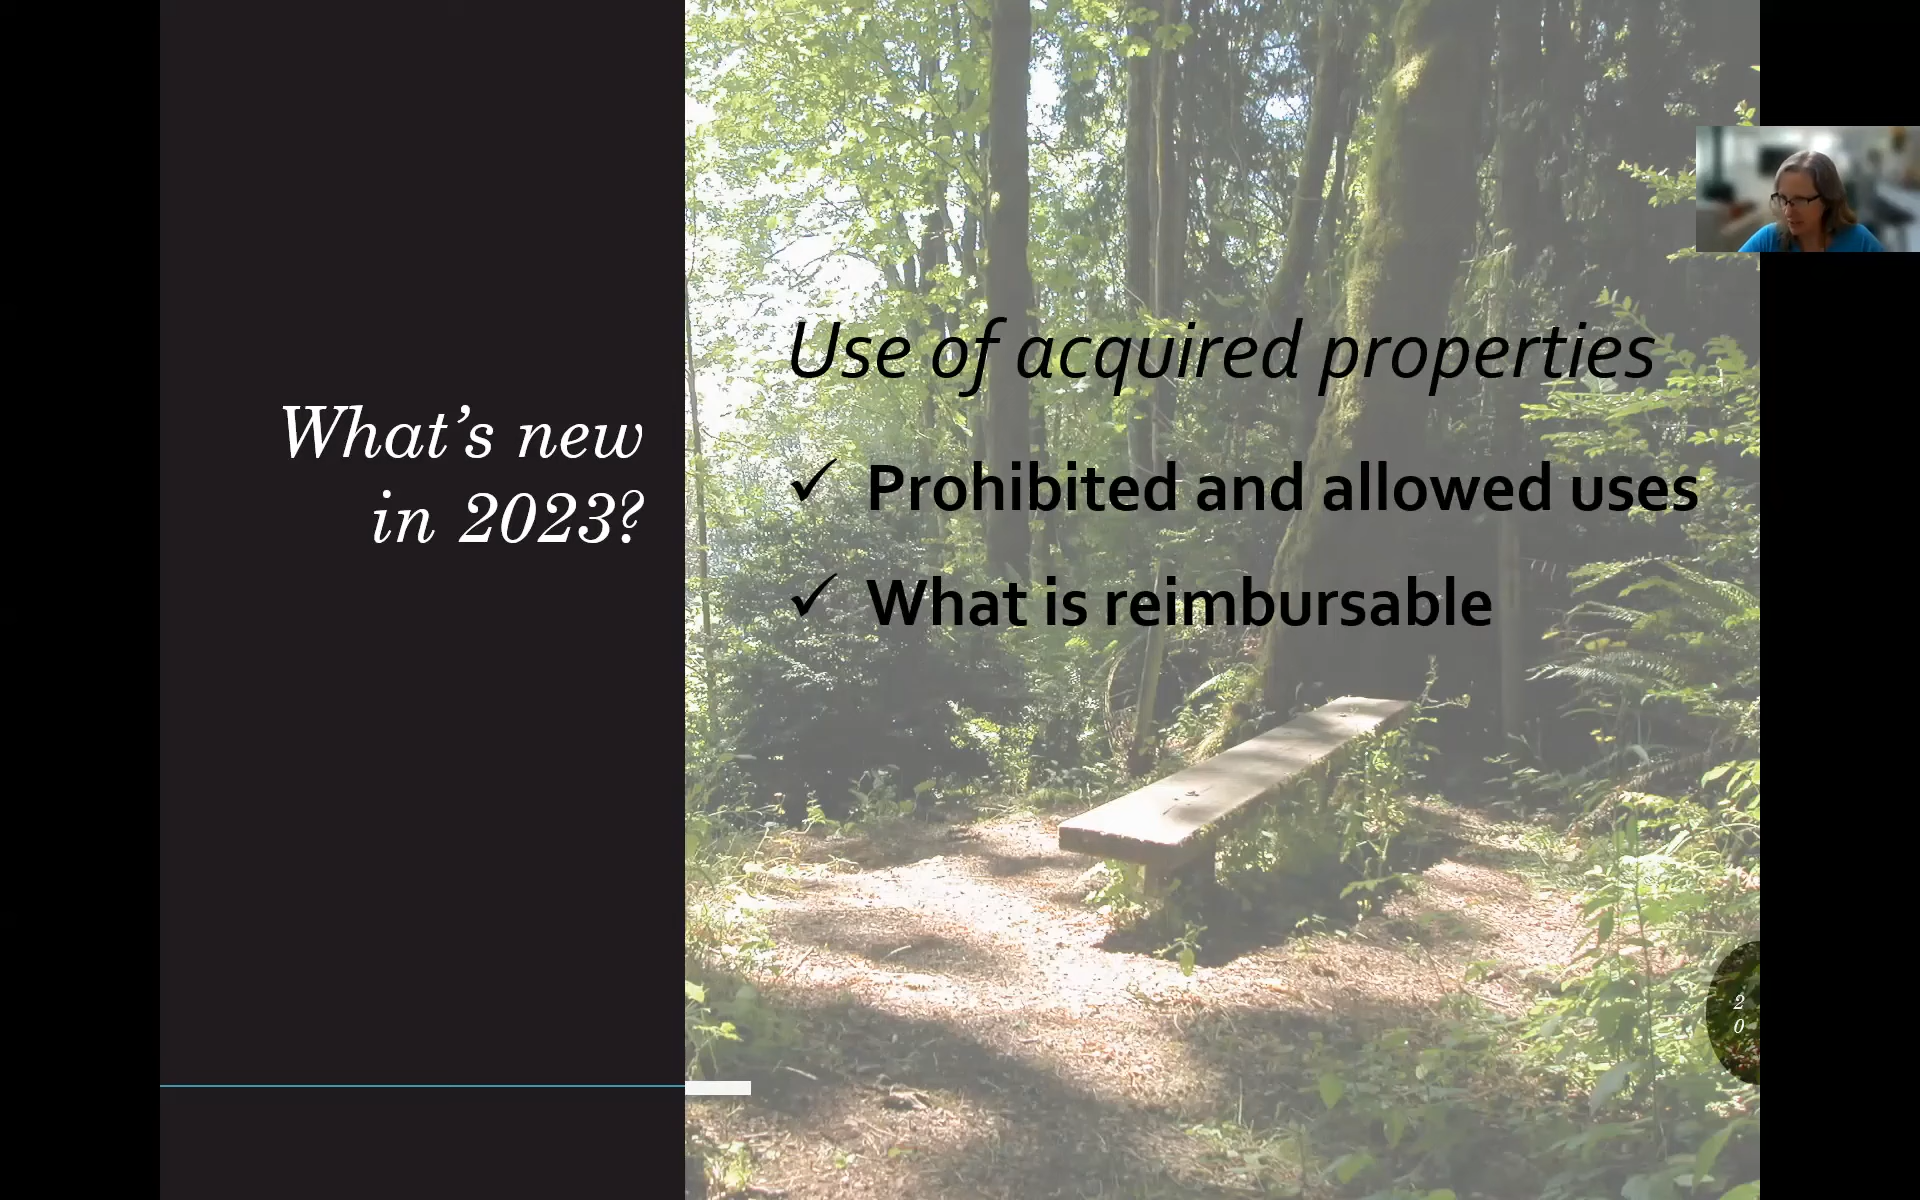 What's new
in 2023?
Use of acquired properties
✓ Prohibited and allowed uses
✓ What is reimbursable
2
0